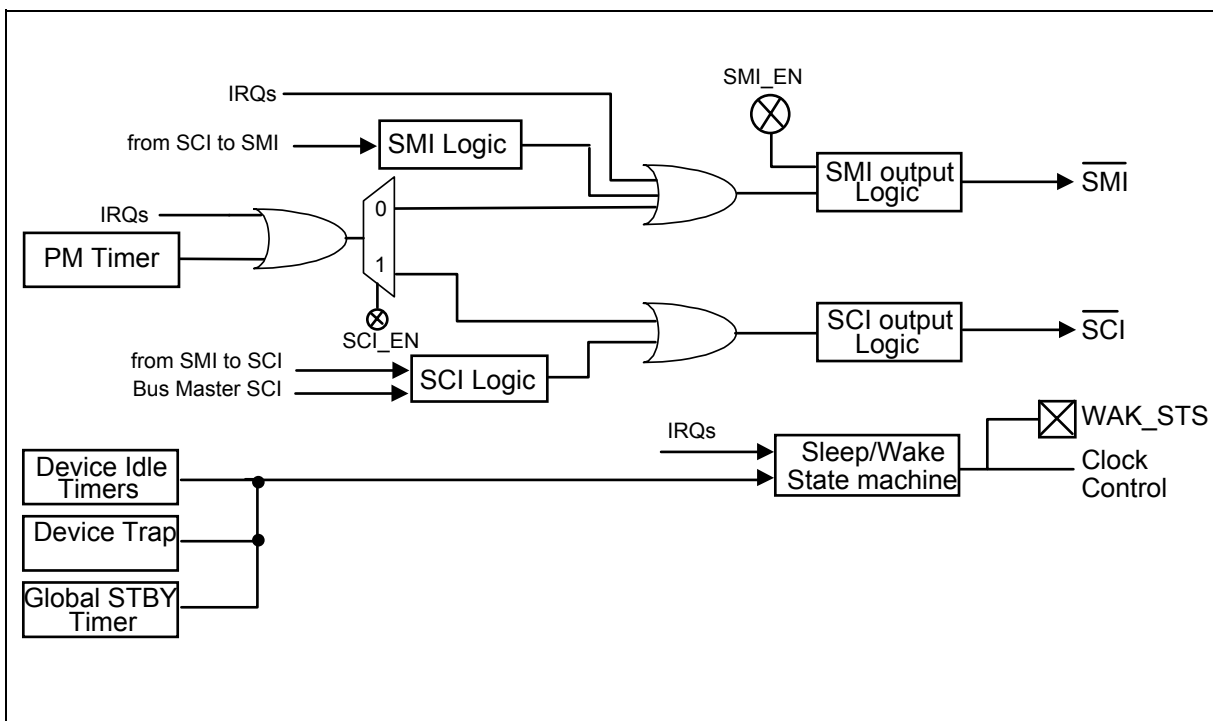 SMI_EN
IRQs
from SCI to SMI
SMI Logic
SMI output
Logic
SMI
IRQs
0
PM Timer
1
SCI_EN
SCI output
Logic
SCI
from SMI to SCI
Bus Master SCI
SCI Logic
IRQs
WAK_STS
Sleep/Wake
State machine
Clock
Control
Device Idle
Timers
Device Trap
Global STBY
Timer